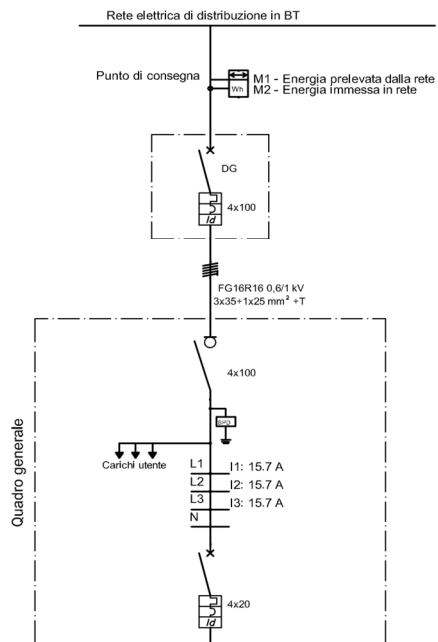 Rete elettrica di distribuzione in BT
Punto di consegna
M1 - Energia prelevata dalla rete
Wh
M2 - Energia immessa in rete
DG
4x100
Id
FG16R16 0,6/1 kV
3x35+1x25 mm² +T
4x100
SPD
Carichi utente
L1
I1: 15.7 A
L2
I2: 15.7 A
L3
I3: 15.7 A
N
Quadro generale
4x20
Id